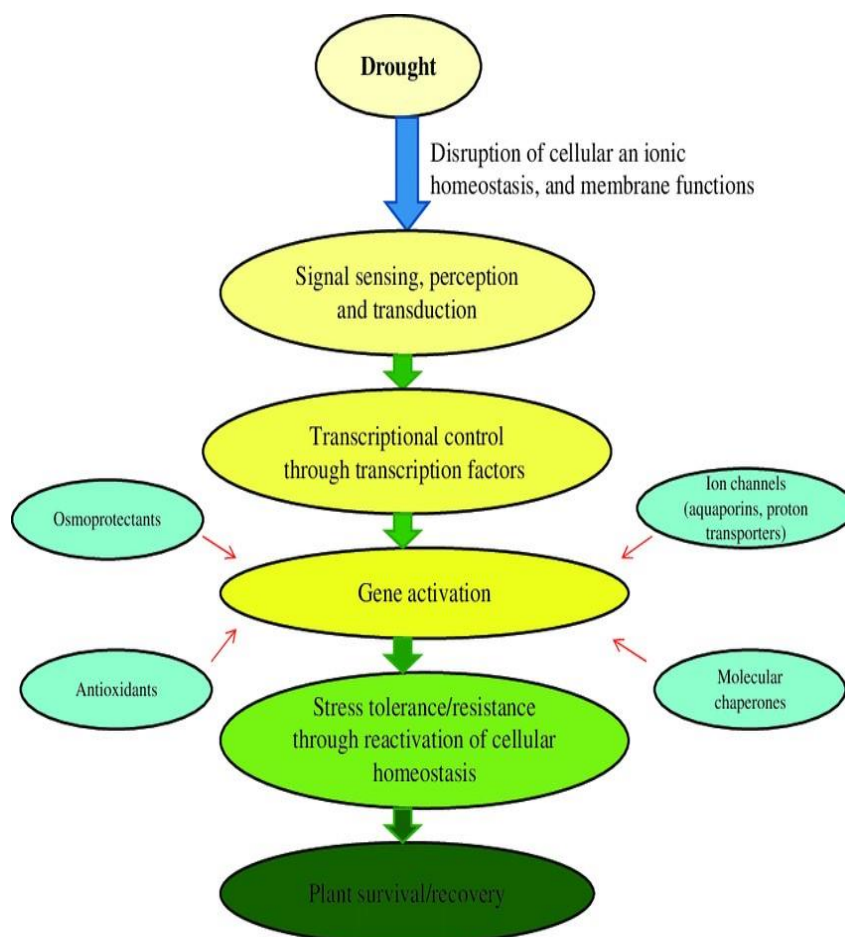 Drought
Disruption of cellular an ionic
homeostasis, and membrane functions
Signal sensing, perception
and transduction
Transcriptional control
through transcription factors
Osmoprotectants
Ion channels
(aquaporins, proton
transporters)
Gene activation
Antioxidants
Molecular
chaperones
Stress tolerance/resistance
through reactivation of cellular
homeostasis
Plant survival/recovery